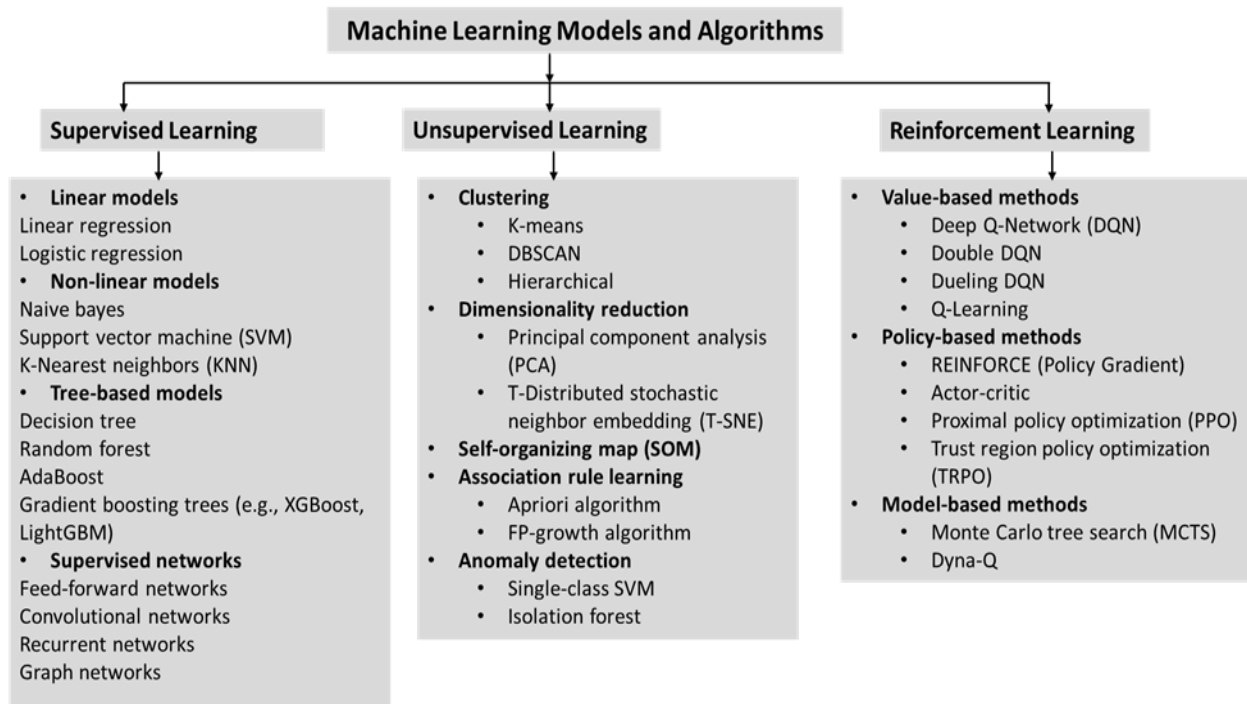 Machine Learning Models and Algorithms
Supervised Learning
• Linear models
Linear regression
Logistic regression
• Non-linear models
Naive bayes
Support vector machine (SVM)
K-Nearest neighbors (KNN)
• Tree-based models
Decision tree
Random forest
AdaBoost
Gradient boosting trees (e.g., XGBoost,
LightGBM)
• Supervised networks
Feed-forward networks
Convolutional networks
Recurrent networks
Graph networks
Unsupervised Learning
• Clustering
• K-means
• DBSCAN
• Hierarchical
• Dimensionality reduction
• Principal component analysis
(PCA)
• T-Distributed stochastic
neighbor embedding (T-SNE)
• Self-organizing map (SOM)
• Association rule learning
• Apriori algorithm
• FP-growth algorithm
• Anomaly detection
• Single-class SVM
• Isolation forest
Reinforcement Learning
• Value-based methods
• Deep Q-Network (DQN)
• Double DQN
• Dueling DQN
• Q-Learning
• Policy-based methods
• REINFORCE (Policy Gradient)
• Actor-critic
• Proximal policy optimization (PPO)
• Trust region policy optimization
(TRPO)
• Model-based methods
• Monte Carlo tree search (MCTS)
• Dyna-Q